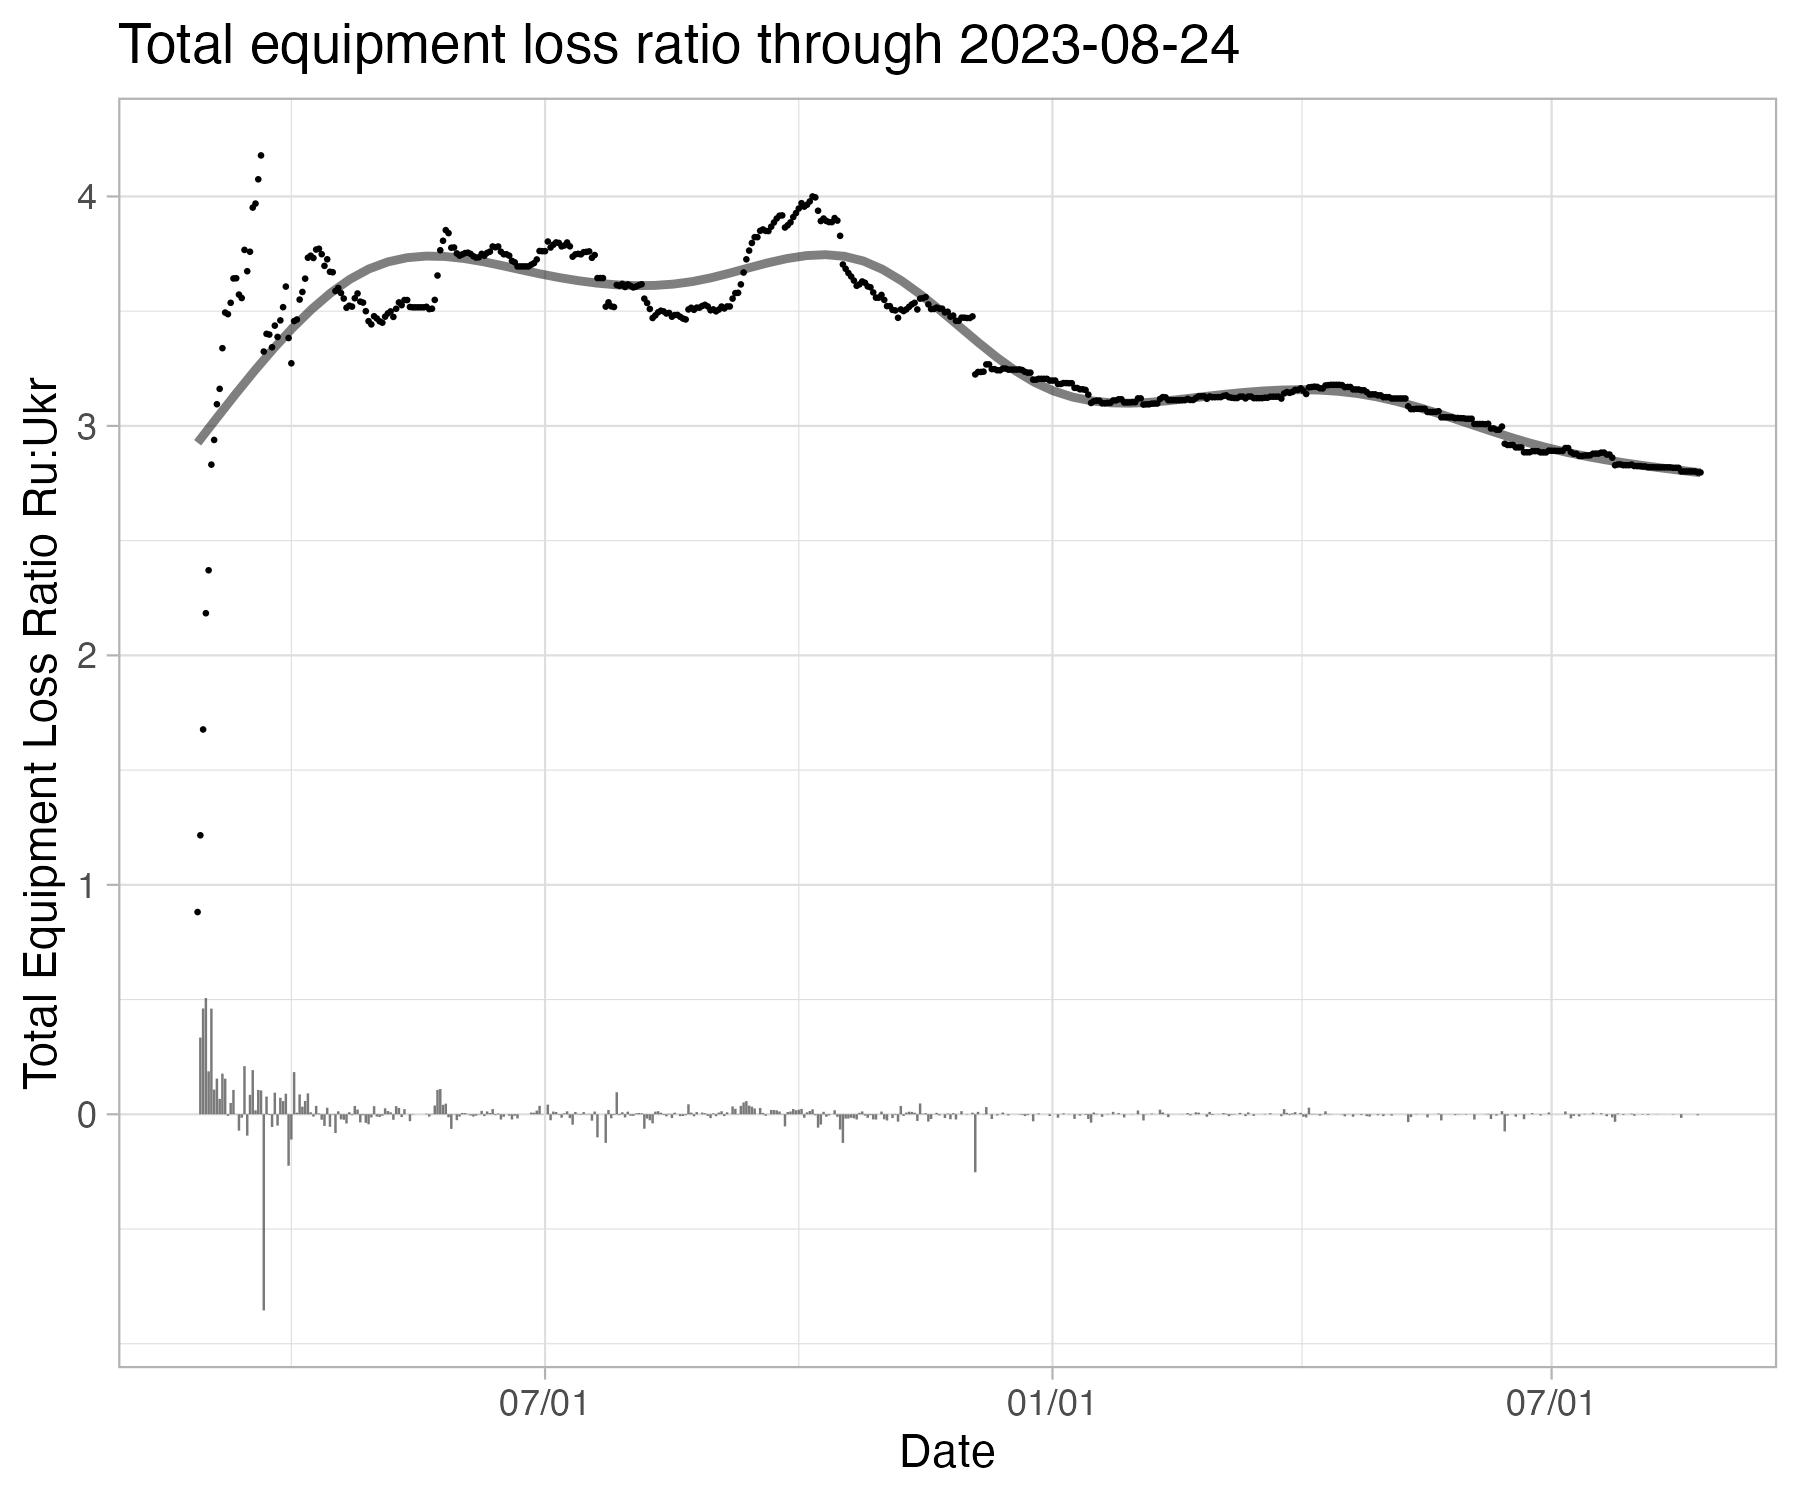 Total equipment loss ratio through 2023-08-24
Total Equipment Loss Ratio Ru:Ukr
4
3
2
1
0
07/01
01/01
07/01
Date